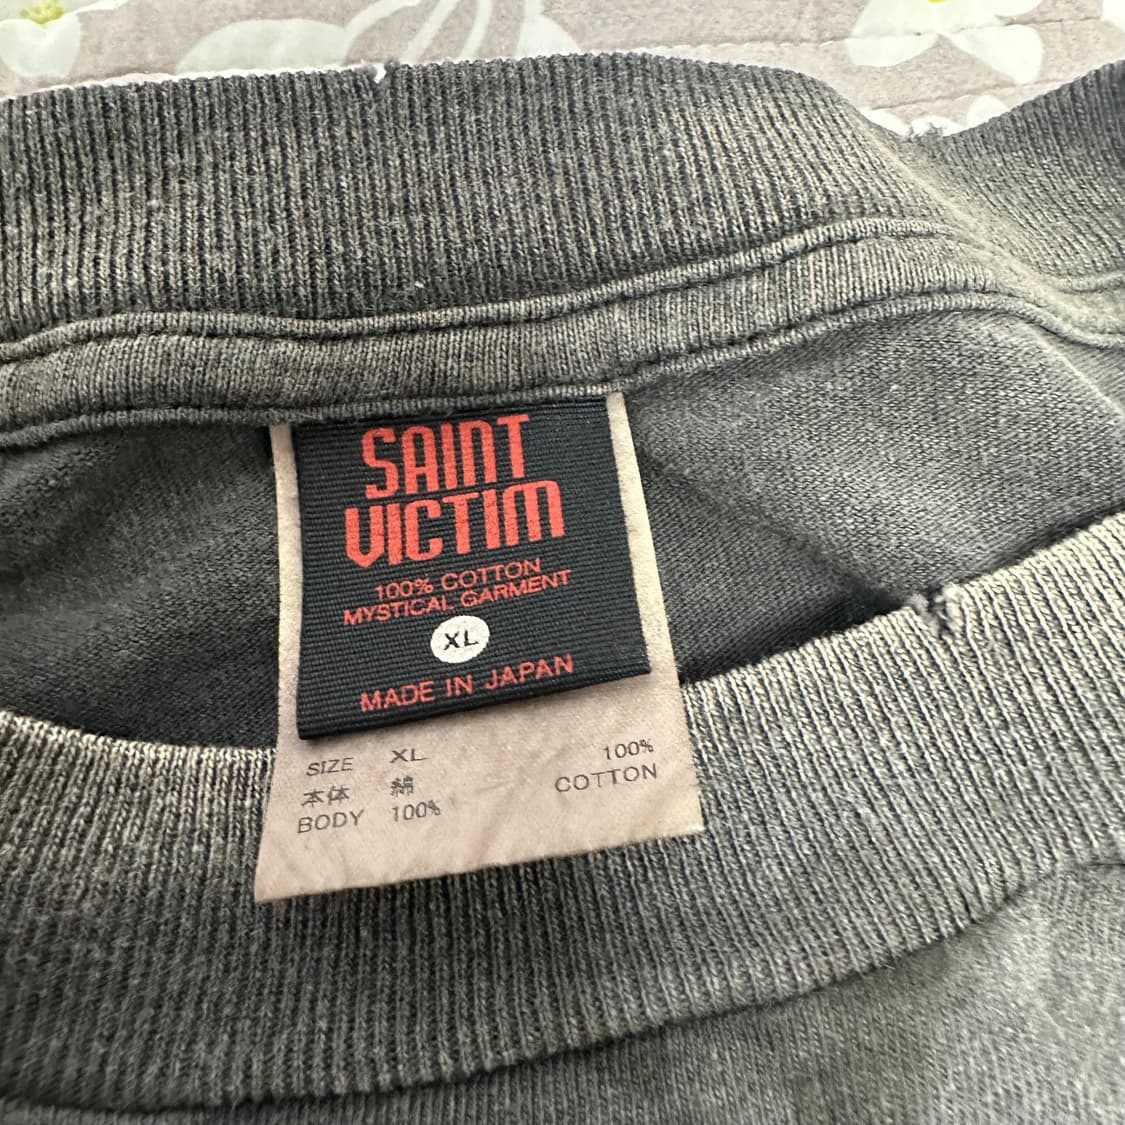 SAINT
VICTIM
100% COTTON
MYSTICAL GARMENT
XL
MADE IN JAPAN
SIZE XL
本体 綿
BODY 100%
100%
COTTON